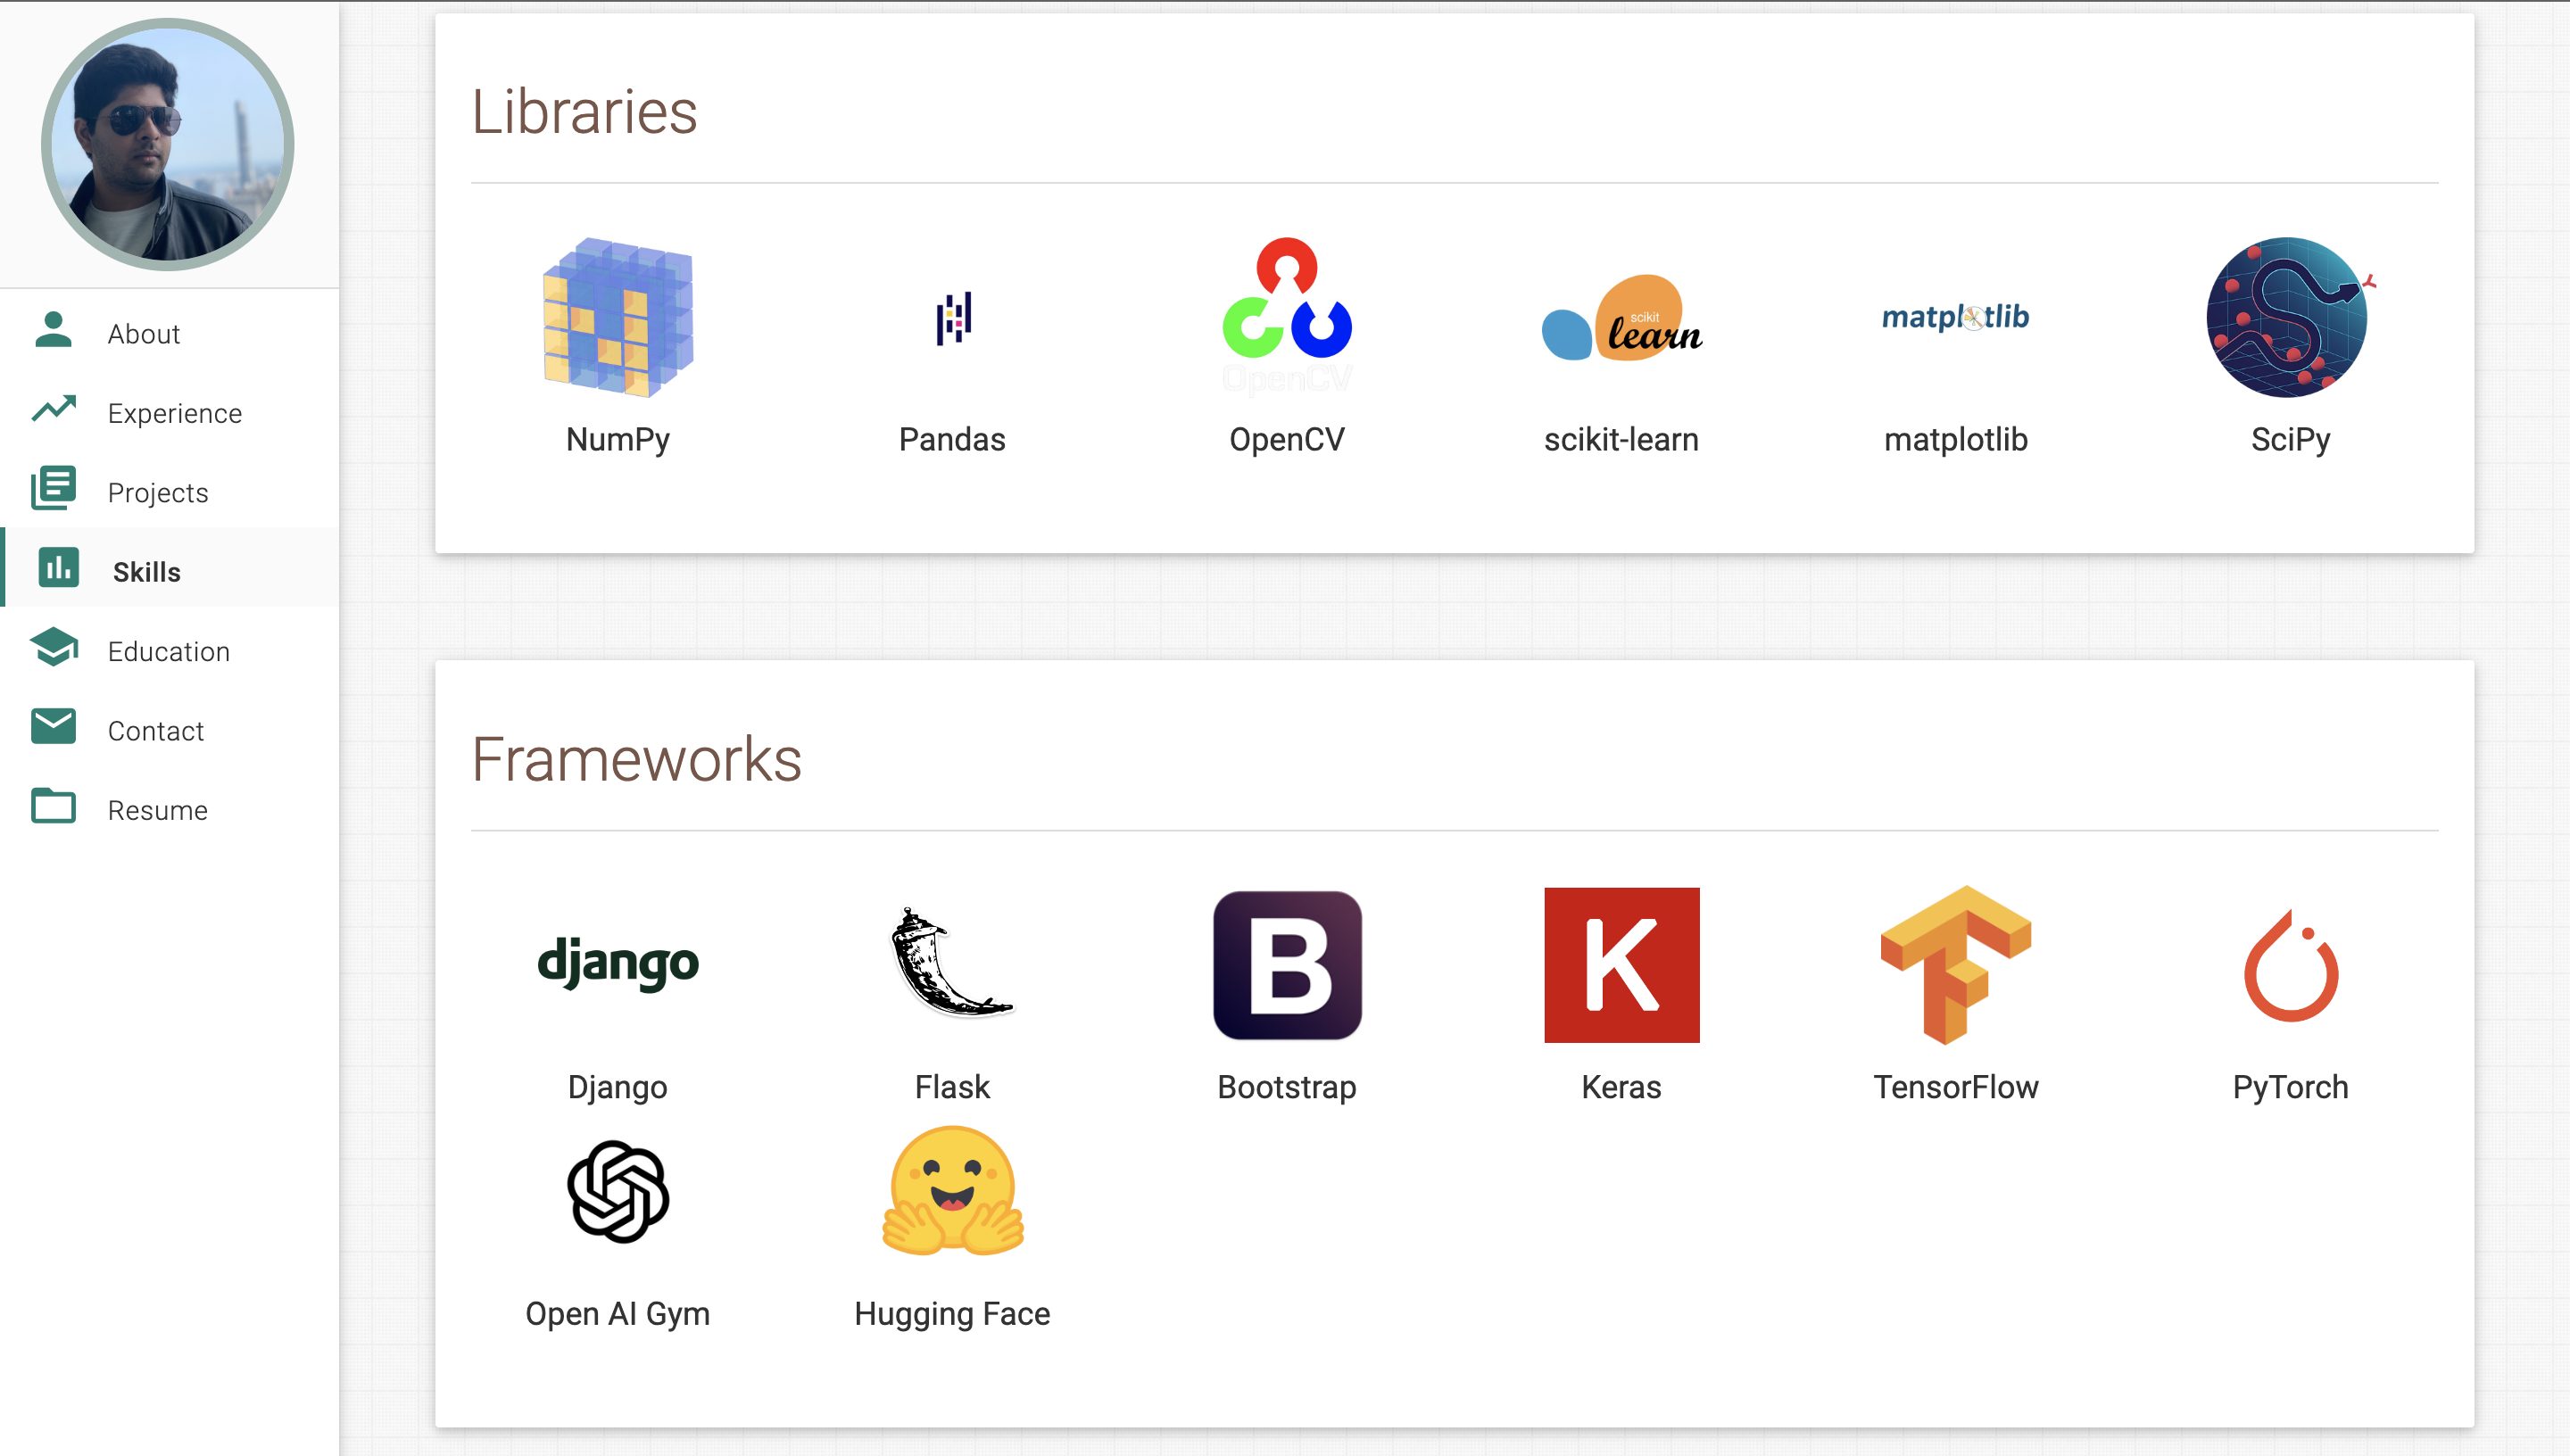 About
Experience
Projects
Skills
Education
Contact
Resume
Libraries
OpenCV
scikit
learn
matplotlib
NumPy Pandas OpenCV scikit-learn matplotlib SciPy
Frameworks
django B K
Django Flask Bootstrap Keras TensorFlow PyTorch
Open AI Gym Hugging Face